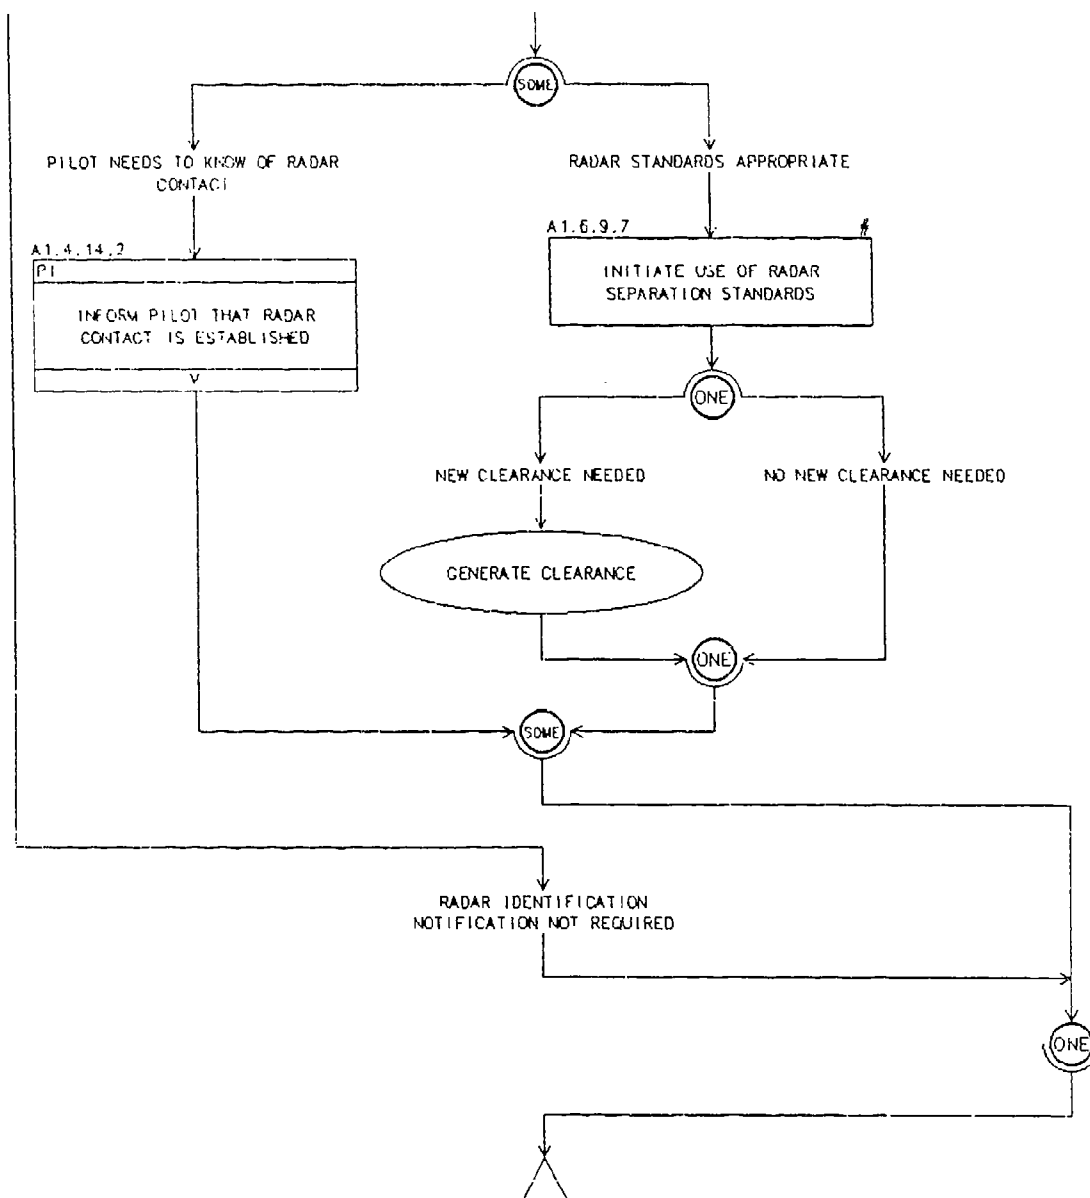 SOME
PILOT NEEDS TO KNOW OF RADAR
CONTACT
RADAR STANDARDS APPROPRIATE
A1.4.14.2
PI
INFORM PILOT THAT RADAR
CONTACT IS ESTABLISHED
V
A1.6.9.7
#
INITIATE USE OF RADAR
SEPARATION STANDARDS
ONE
NEW CLEARANCE NEEDED
NO NEW CLEARANCE NEEDED
GENERATE CLEARANCE
ONE
SOME
RADAR IDENTIFICATION
NOTIFICATION NOT REQUIRED
ONE